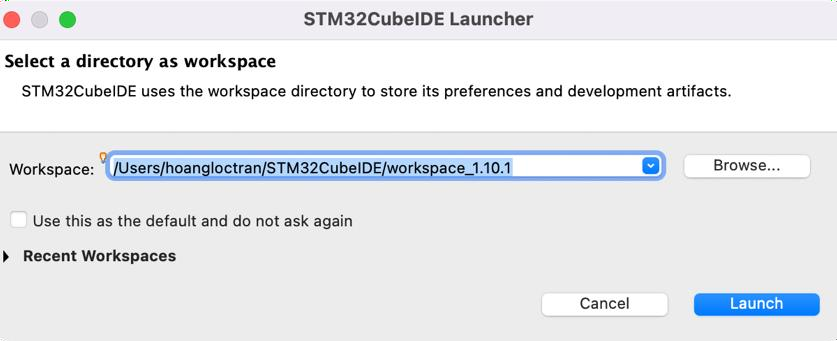 STM32CubeIDE Launcher
Select a directory as workspace
STM32CubeIDE uses the workspace directory to store its preferences and development artifacts.
Workspace: /Users/hoangloctran/STM32CubeIDE/workspace_1.10.1 Browse...
Use this as the default and do not ask again
Recent Workspaces
Cancel Launch